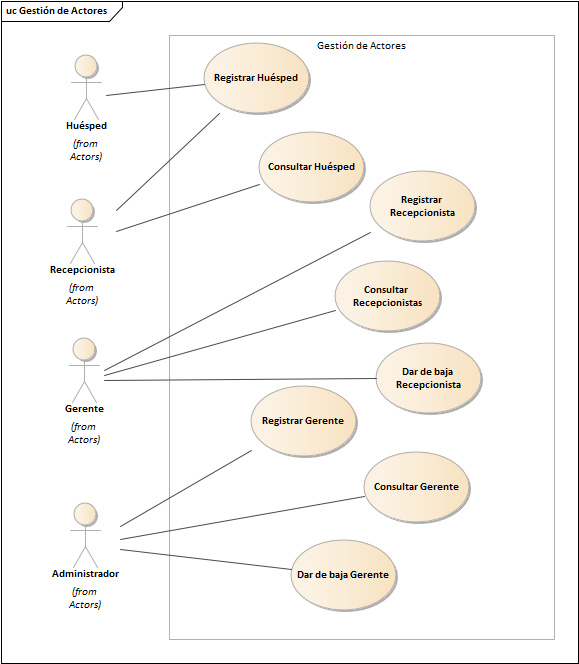 uc Gestión de Actores
Gestión de Actores
Registrar Huésped
Huésped
(from
Actors)
Consultar Huésped
Registrar
Recepcionista
Recepcionista
(from
Actors)
Consultar
Recepcionistas
Dar de baja
Recepcionista
Gerente
(from
Actors)
Registrar Gerente
Consultar Gerente
Administrador
(from
Actors)
Dar de baja Gerente